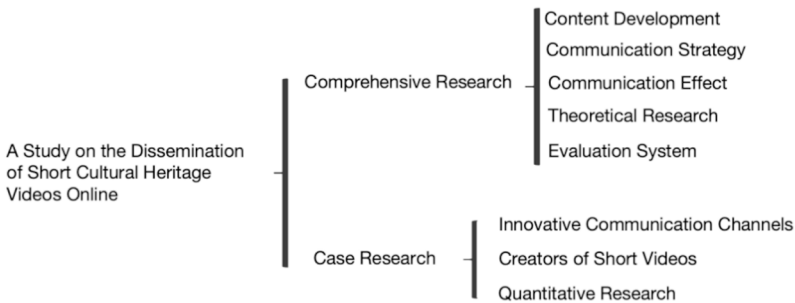 Content Development
Communication Strategy
Comprehensive Research
Communication Effect
Theoretical Research
Evaluation System
A Study on the Dissemination
of Short Cultural Heritage
Videos Online
Innovative Communication Channels
Case Research
Creators of Short Videos
Quantitative Research